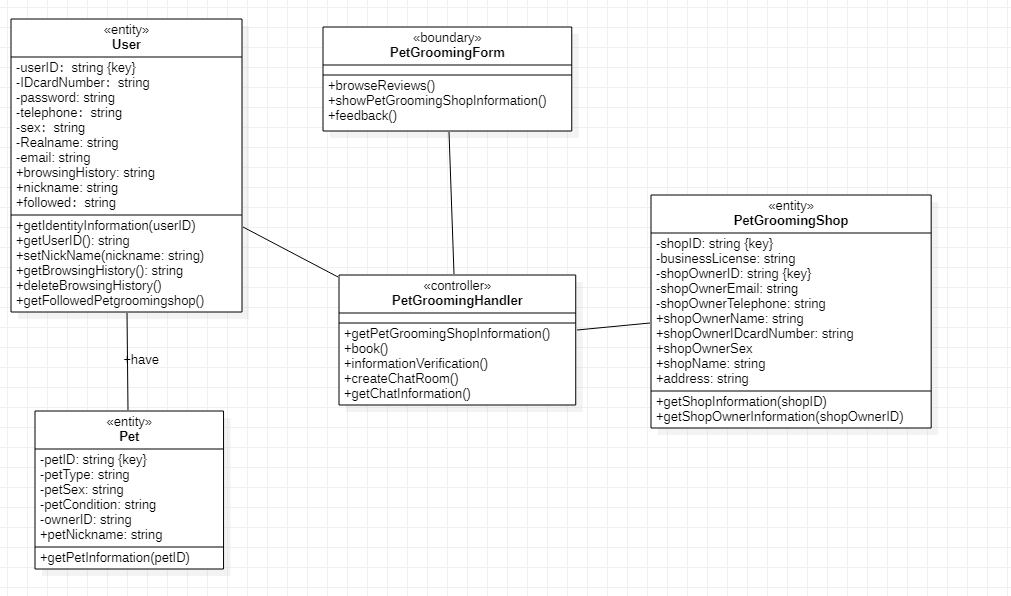 «entity»
User
-userID: string {key}
-IDcardNumber: string
-password: string
-telephone: string
-sex: string
-Realname: string
-email: string
+browsingHistory: string
+nickname: string
+followed: string
+getIdentityInformation(userID)
+getUserID(): string
+setNickName(nickname: string)
+getBrowsingHistory(): string
+deleteBrowsingHistory()
+getFollowedPetgroomingshop()
«boundary»
PetGroomingForm
+browseReviews()
+showPetGroomingShopInformation()
+feedback()
«entity»
PetGroomingShop
-shopID: string {key}
-businessLicense: string
-shopOwnerID: string {key}
-shopOwnerEmail: string
-shopOwnerTelephone: string
+shopOwnerName: string
+shopOwnerIDcardNumber: string
+shopOwnerSex
+shopName: string
+address: string
+getShopInformation(shopID)
+getShopOwnerInformation(shopOwnerID)
«controller»
PetGroomingHandler
+getPetGroomingShopInformation()
+book()
+informationVerification()
+createChatRoom()
+getChatInformation()
+have
«entity»
Pet
-petID: string {key}
-petType: string
-petSex: string
-petCondition: string
-ownerID: string
+petNickname: string
+getPetInformation(petID)